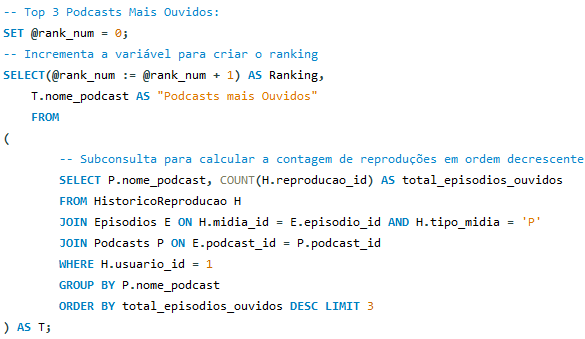 -- Top 3 Podcasts Mais Ouvidos:
SET @rank_num = 0;
-- Incrementa a variável para criar o ranking
SELECT(@rank_num := @rank_num + 1) AS Ranking,
    T.nome_podcast AS "Podcasts mais Ouvidos"
    FROM
(
        -- Subconsulta para calcular a contagem de reproduções em ordem decrescente
        SELECT P.nome_podcast, COUNT(H.reproducao_id) AS total_episodios_ouvidos
        FROM HistoricoReproducao H
        JOIN Episodios E ON H.midia_id = E.episodio_id AND H.tipo_midia = 'P'
        JOIN Podcasts P ON E.podcast_id = P.podcast_id
        WHERE H.usuario_id = 1
        GROUP BY P.nome_podcast
        ORDER BY total_episodios_ouvidos DESC LIMIT 3
) AS T;